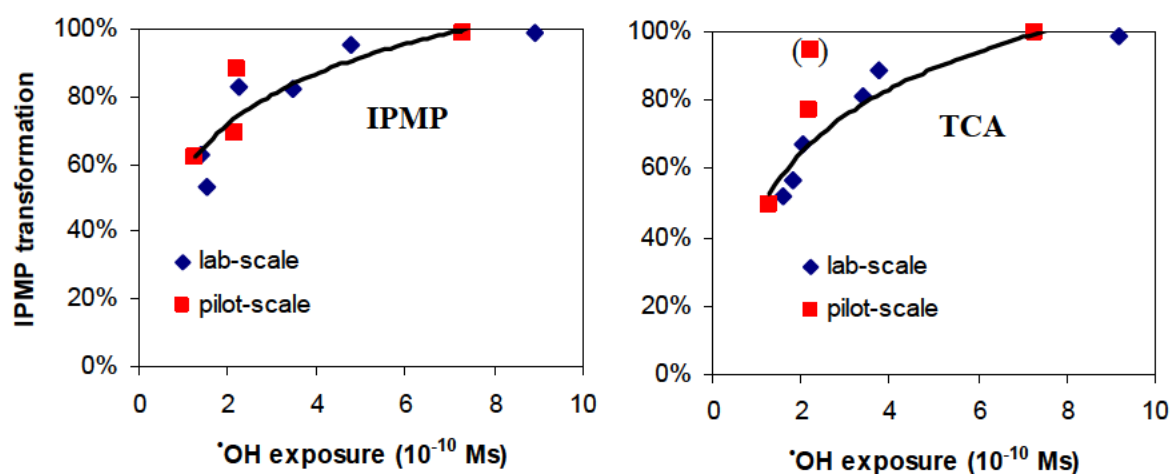 IPMP transformation
100%
80%
60%
40%
20%
0%
IPMP
lab-scale
pilot-scale
0 2 4 6 8 10
•OH exposure (10⁻¹⁰ Ms)
100%
80%
60%
40%
20%
0%
( )
TCA
lab-scale
pilot-scale
0 2 4 6 8 10
•OH exposure (10⁻¹⁰ Ms)